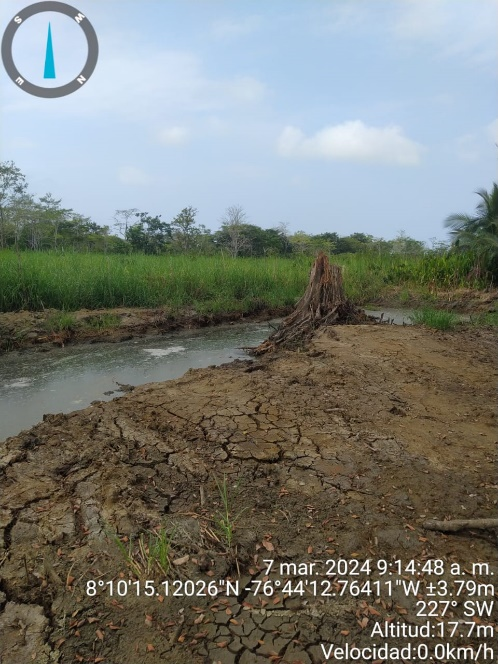 S
W
E
N
7 mar. 2024 9:14:48 a. m.
8°10'15.12026"N -76°44'12.76411"W ±3.79m
227° SW
Altitud:17.7m
Velocidad:0.0km/h